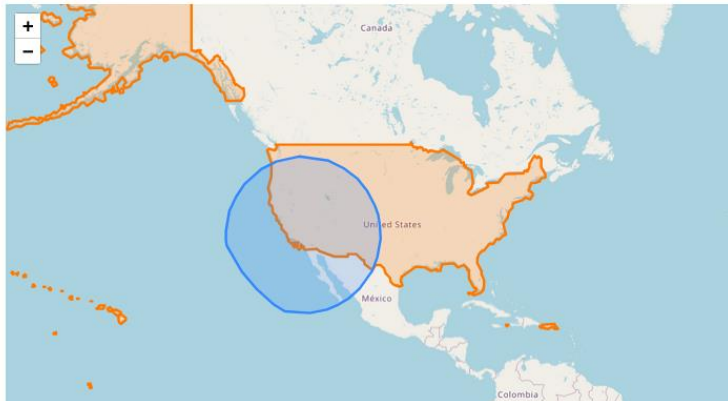 +
−
Canada
United States
México
Colombia